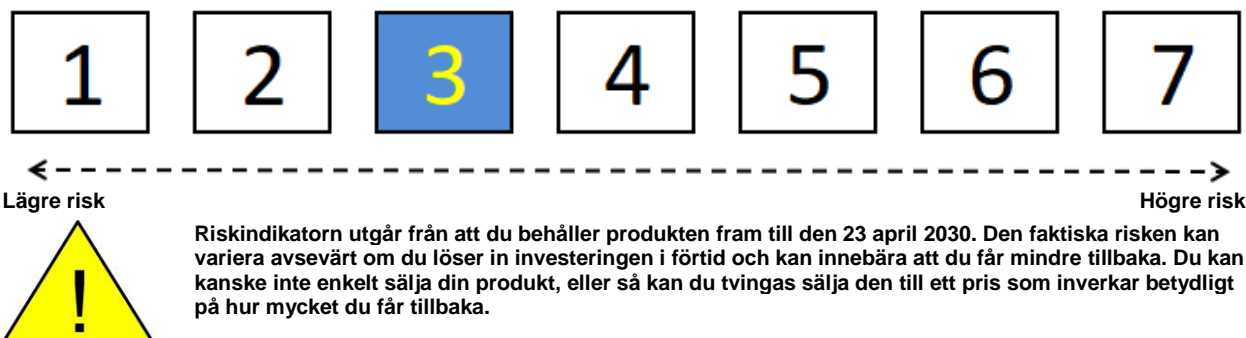 1 2 3 4 5 6 7
Lägre risk Högre risk
Riskindikatorn utgår från att du behåller produkten fram till den 23 april 2030. Den faktiska risken kan
variera avsevärt om du löser in investeringen i förtid och kan innebära att du får mindre tillbaka. Du kan
kanske inte enkelt sälja din produkt, eller så kan du tvingas sälja den till ett pris som inverkar betydligt
på hur mycket du får tillbaka.
!